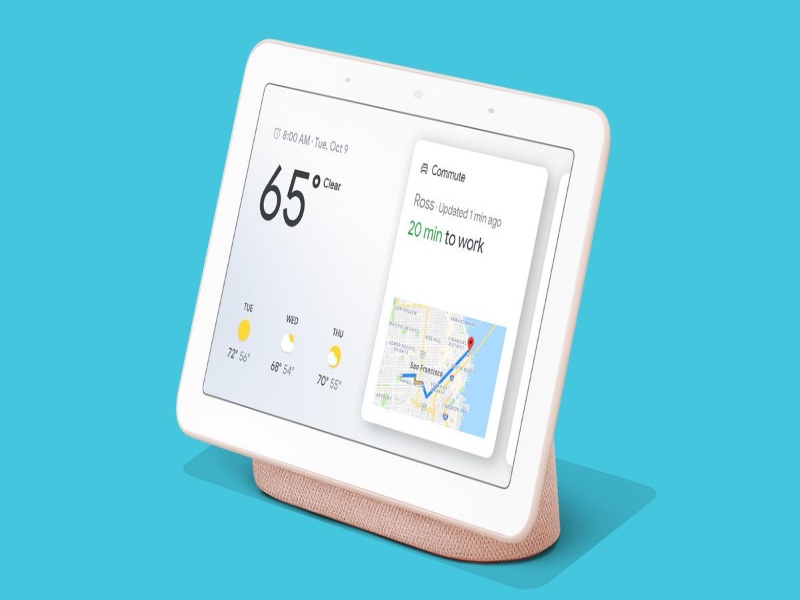 8:00 AM · Tue, Oct 9
65° Clear
TUE
72° 56°
WED
68° 54°
THU
70° 55°
Commute
Ross · Updated 1 min ago
20 min to work
San Francisco